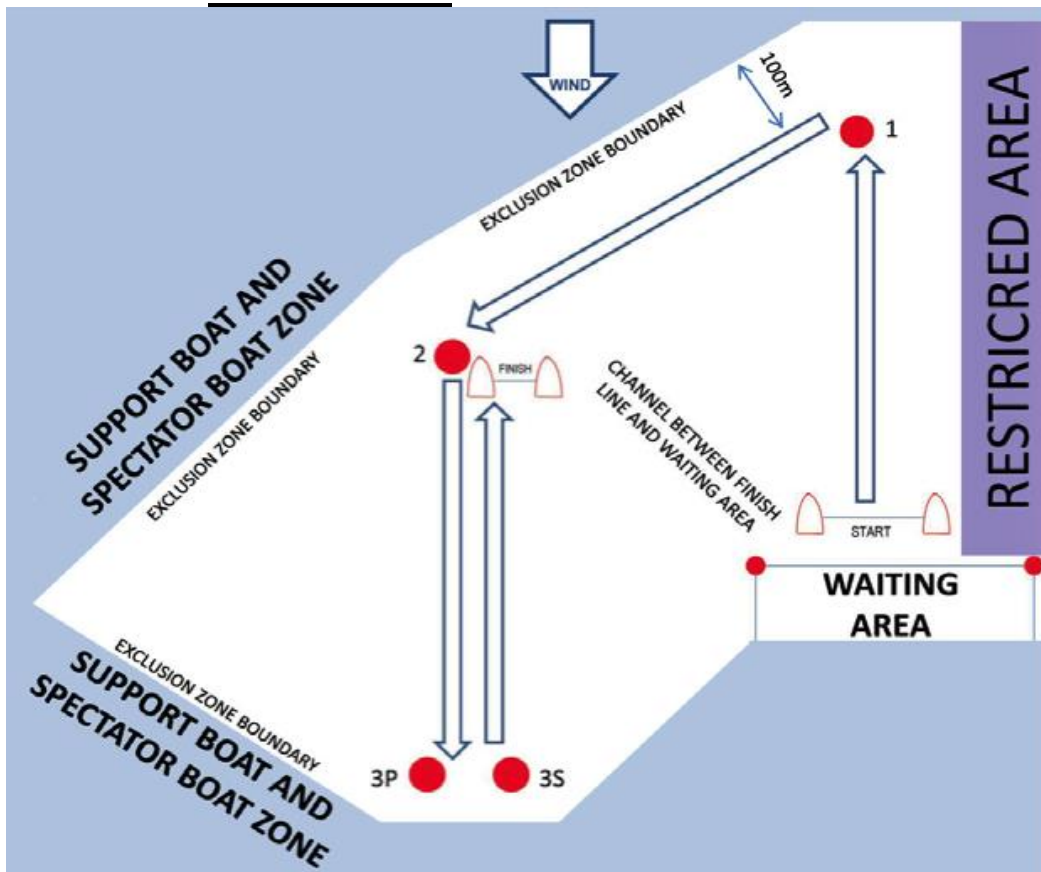 WIND
100m
1
EXCLUSION ZONE BOUNDARY
RESTRICRED AREA
SUPPORT BOAT AND
SPECTATOR BOAT ZONE
EXCLUSION ZONE BOUNDARY
2
FINISH
CHANNEL BETWEEN FINISH
LINE AND WAITING AREA
START
WAITING
AREA
EXCLUSION ZONE BOUNDARY
SUPPORT BOAT AND
SPECTATOR BOAT ZONE
3P
3S